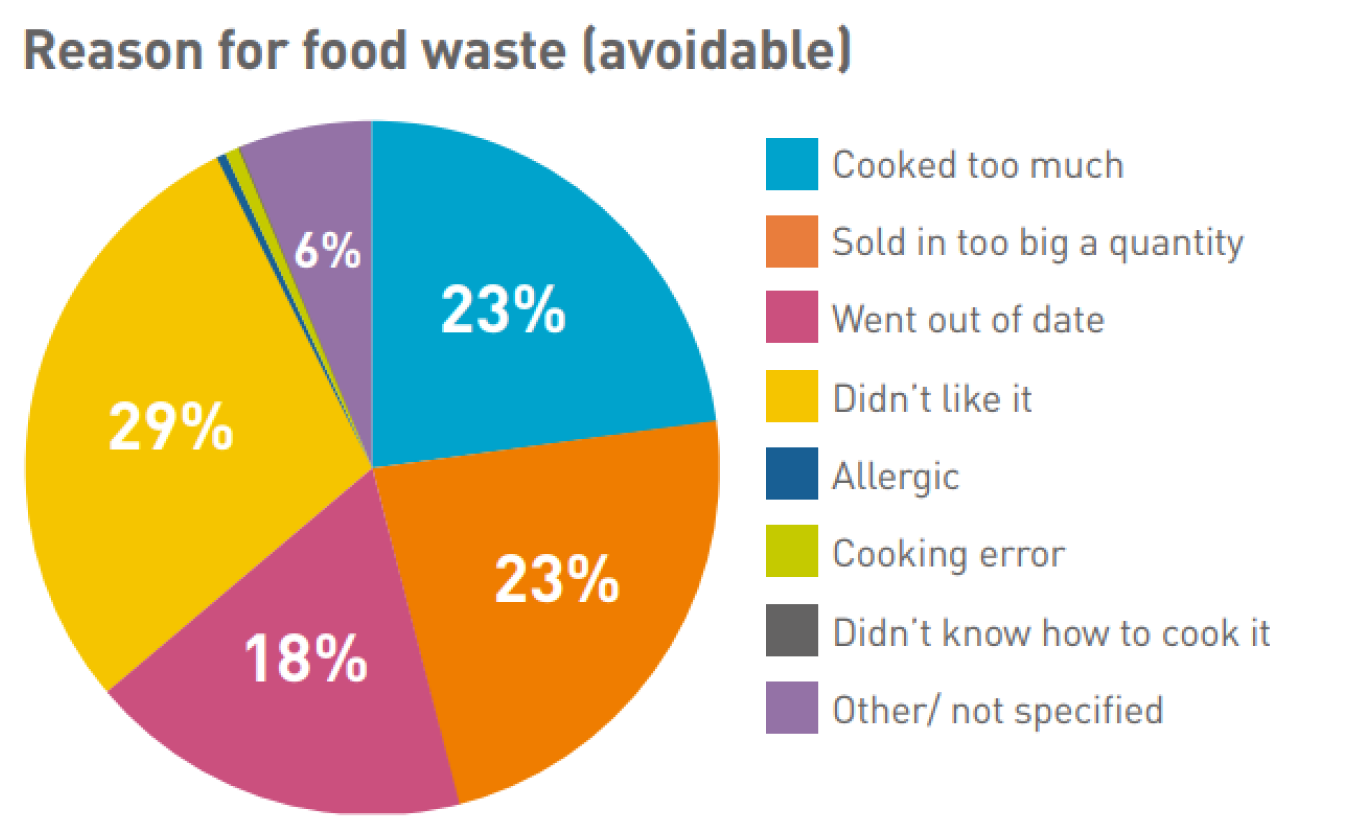 Reason for food waste (avoidable)
6%
23%
29%
23%
18%
Cooked too much
Sold in too big a quantity
Went out of date
Didn’t like it
Allergic
Cooking error
Didn’t know how to cook it
Other/ not specified